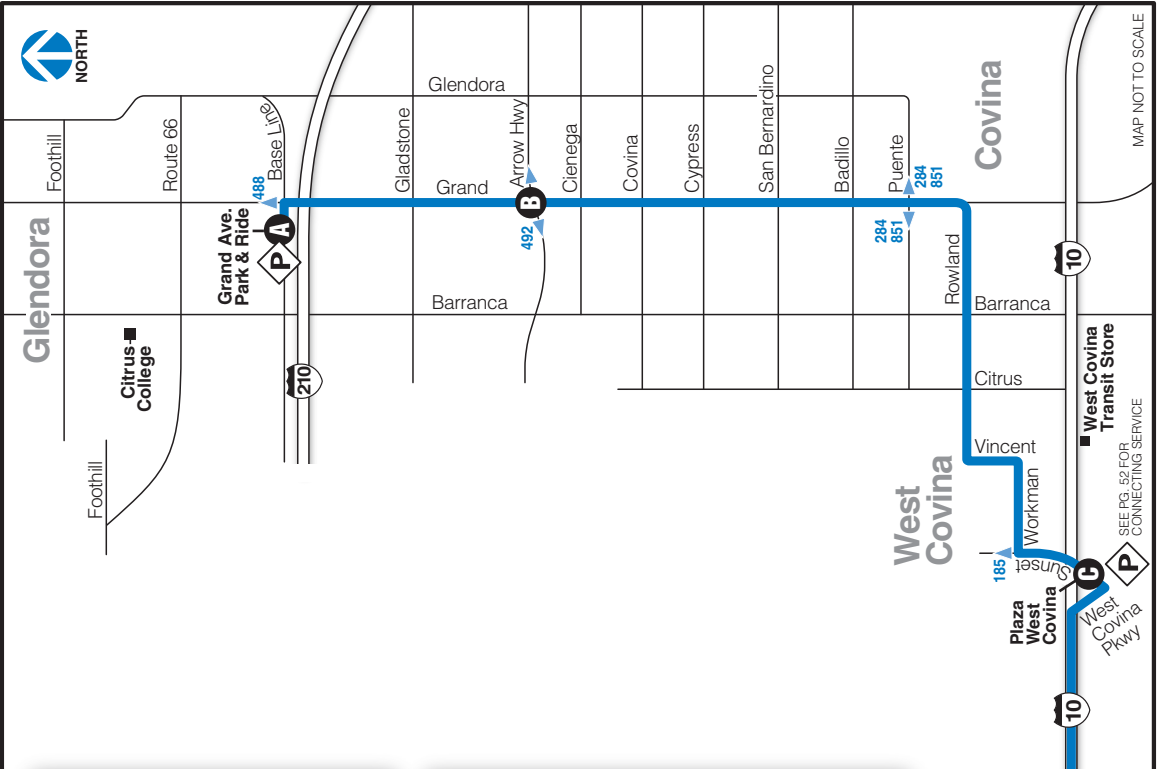 NORTH
Glendora
Foothill
Foothill
Citrus
College
Route 66
488
Base Line
Grand Ave.
Park & Ride
P
A
210
Glendora
Grand
Barranca
Gladstone
Arrow Hwy
B
492
Cienega
Covina
Cypress
San Bernardino
Badillo
Puente
284
851
284
851
Covina
Rowland
Barranca
Citrus
Vincent
Workman
West
Covina
185
Sunset
10
West Covina
Transit Store
Plaza
West
Covina
C
P
SEE PG. 52 FOR
CONNECTING SERVICE
West
Covina
Pkwy
10
MAP NOT TO SCALE